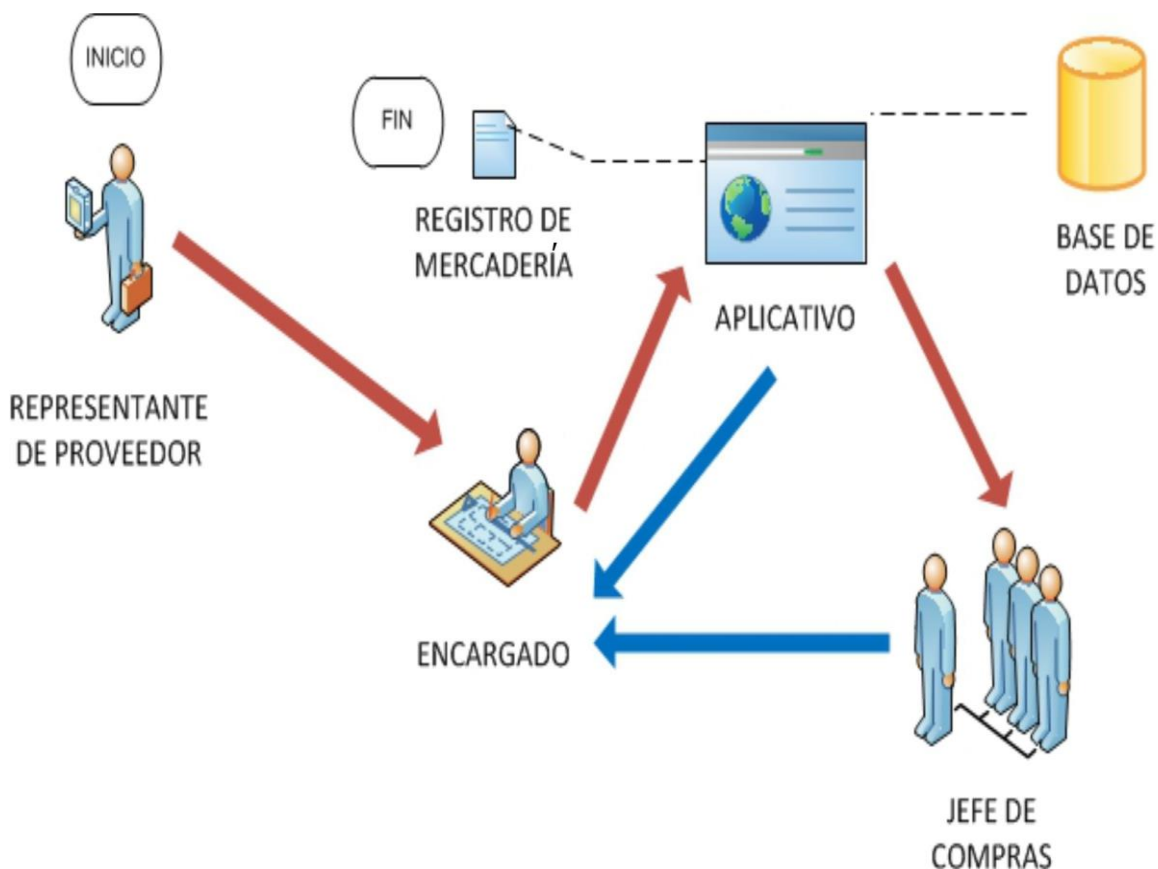 INICIO
FIN
REGISTRO DE
MERCADERÍA
BASE DE
DATOS
APLICATIVO
REPRESENTANTE
DE PROVEEDOR
ENCARGADO
JEFE DE
COMPRAS